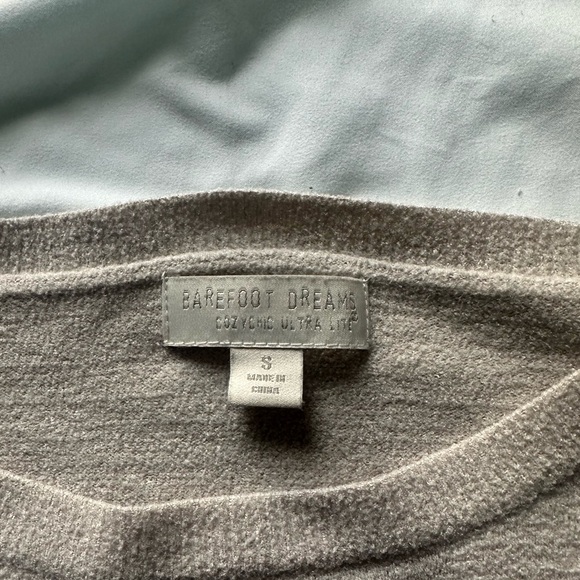 BAREFOOT DREAMS
COZYCHIC ULTRA LITE
S
MADE IN
CHINA